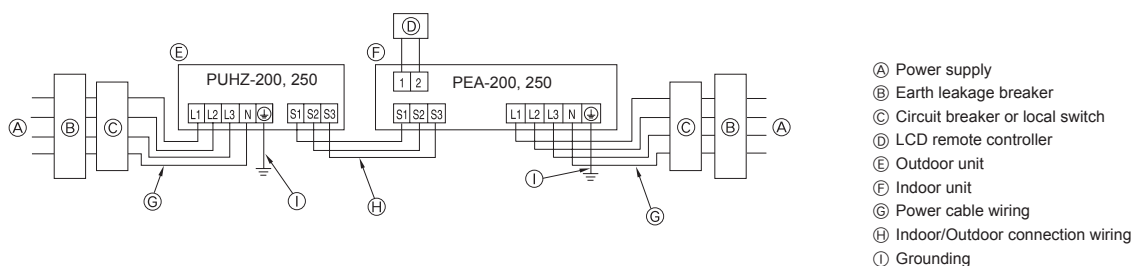 Ⓓ
Ⓔ
Ⓕ
PUHZ-200, 250
1 2
PEA-200, 250
L1 L2 L3 N
S1 S2 S3
S1 S2 S3
L1 L2 L3 N
Ⓐ
Ⓑ
Ⓒ
Ⓒ
Ⓑ
Ⓐ
Ⓖ
Ⓘ
Ⓗ
Ⓘ
Ⓖ
Ⓐ Power supply
Ⓑ Earth leakage breaker
Ⓒ Circuit breaker or local switch
Ⓓ LCD remote controller
Ⓔ Outdoor unit
Ⓕ Indoor unit
Ⓖ Power cable wiring
Ⓗ Indoor/Outdoor connection wiring
Ⓘ Grounding